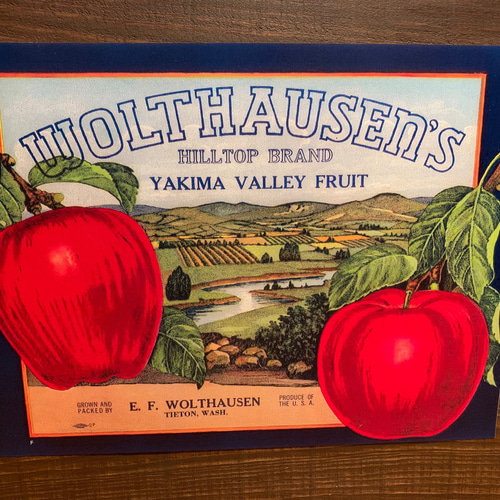 WOLTHAUSEN'S
HILLTOP BRAND
YAKIMA VALLEY FRUIT
GROWN AND
PACKED BY
E. F. WOLTHAUSEN
TIETON, WASH.
PRODUCE OF
THE U. S. A.